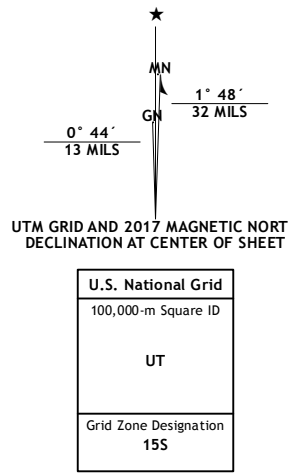 ★
MN
1° 48´
32 MILS
GN
0° 44´
13 MILS
UTM GRID AND 2017 MAGNETIC NORT
DECLINATION AT CENTER OF SHEET
U.S. National Grid
100,000-m Square ID
UT
Grid Zone Designation
15S